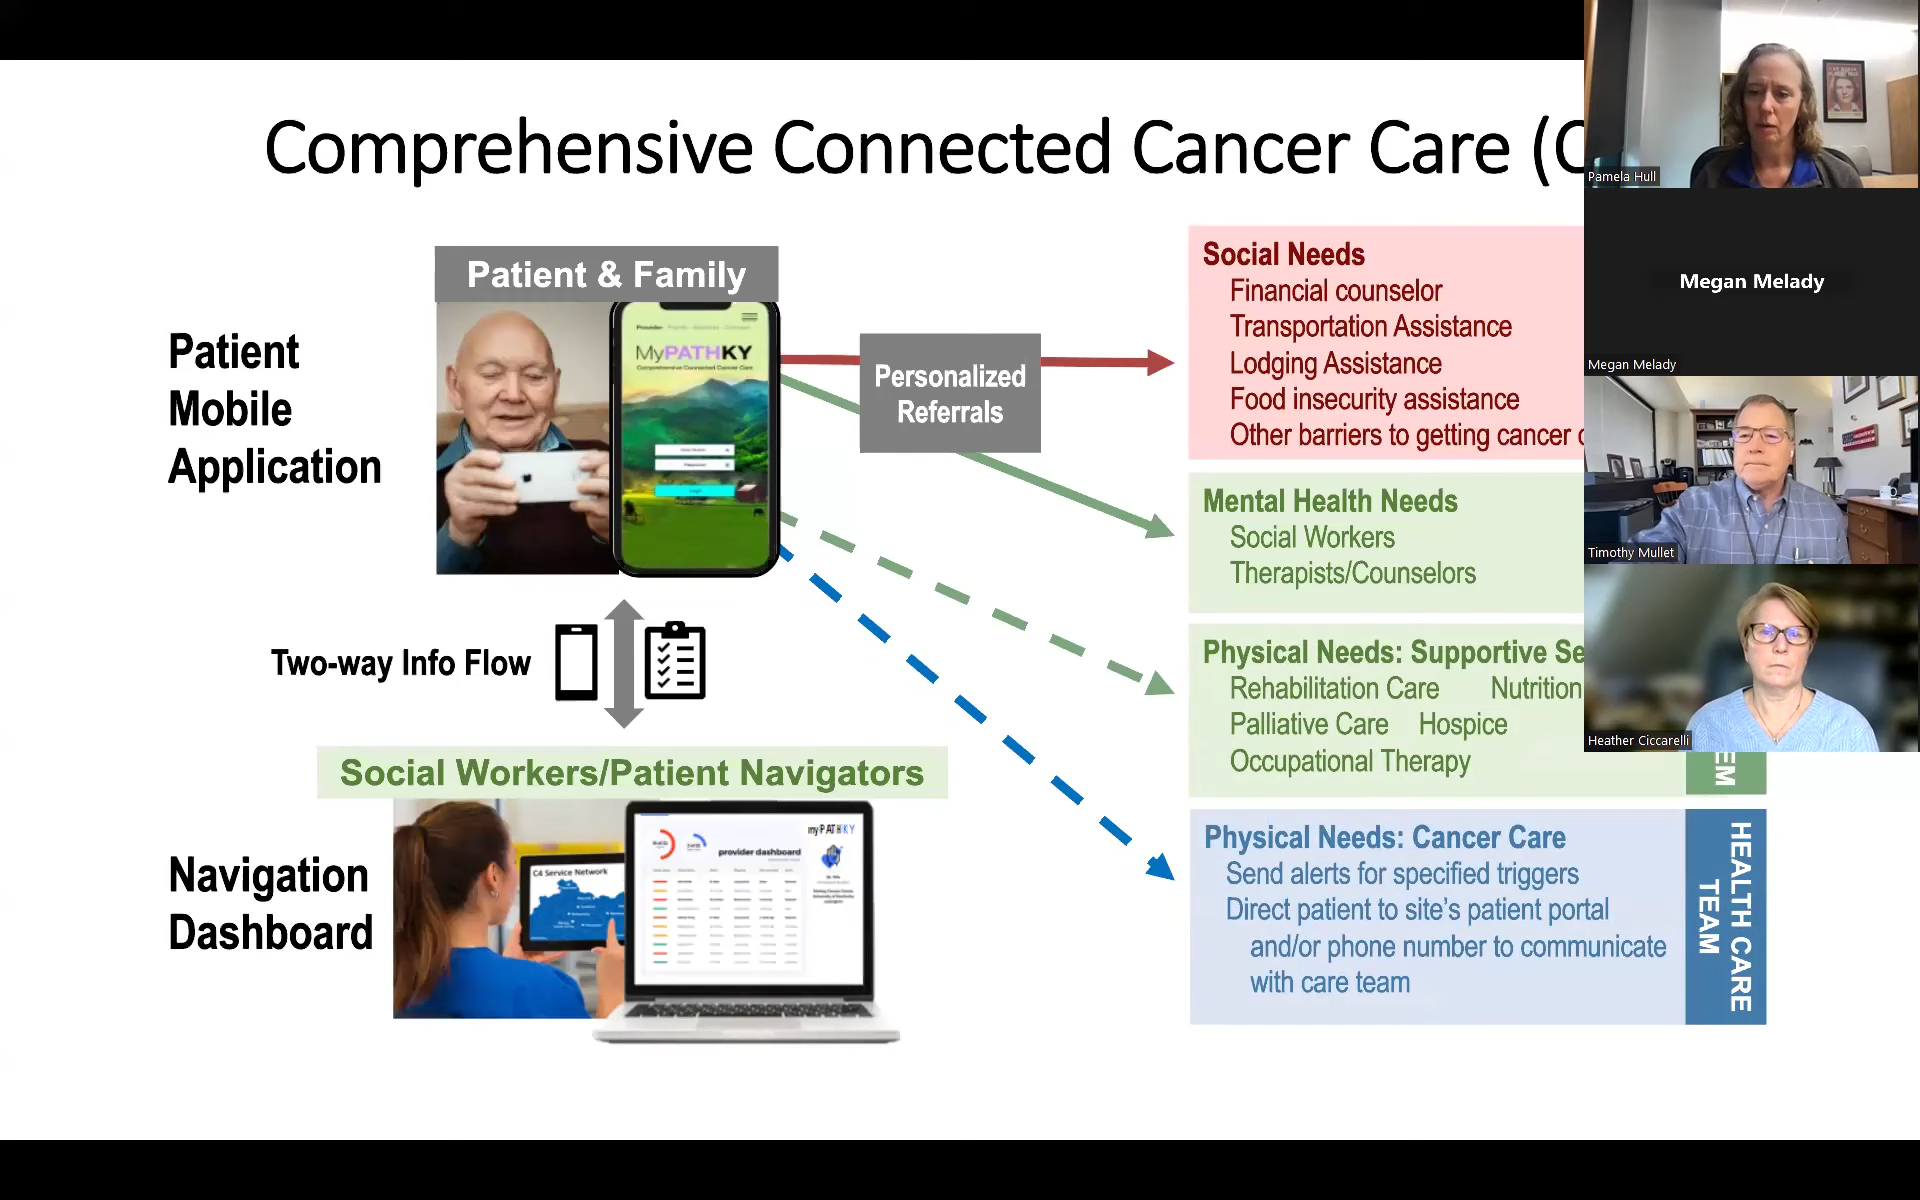 Comprehensive Connected Cancer Care (C
Patient & Family
Patient
Mobile
Application
MyPATHKY
Comprehensive Connected Cancer Care
Personalized
Referrals
Social Needs
Financial counselor
Transportation Assistance
Lodging Assistance
Food insecurity assistance
Other barriers to getting cancer c
Mental Health Needs
Social Workers
Therapists/Counselors
Physical Needs: Supportive Se
Rehabilitation Care Nutrition
Palliative Care Hospice
Occupational Therapy
EM
Physical Needs: Cancer Care
Send alerts for specified triggers
Direct patient to site's patient portal
and/or phone number to communicate
with care team
HEALTH CARE
TEAM
Two-way Info Flow
Social Workers/Patient Navigators
Navigation
Dashboard
C4 Service Network
myPATHKY
provider dashboard
Pamela Hull
Megan Melady
Megan Melady
Timothy Mullet
Heather Ciccarelli